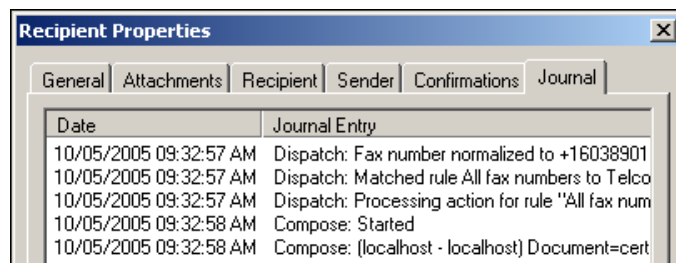 Recipient Properties
General Attachments Recipient Sender Confirmations Journal
Date Journal Entry
10/05/2005 09:32:57 AM Dispatch: Fax number normalized to +16038901
10/05/2005 09:32:57 AM Dispatch: Matched rule All fax numbers to Telco
10/05/2005 09:32:57 AM Dispatch: Processing action for rule "All fax num
10/05/2005 09:32:58 AM Compose: Started
10/05/2005 09:32:58 AM Compose: (localhost - localhost) Document=cert